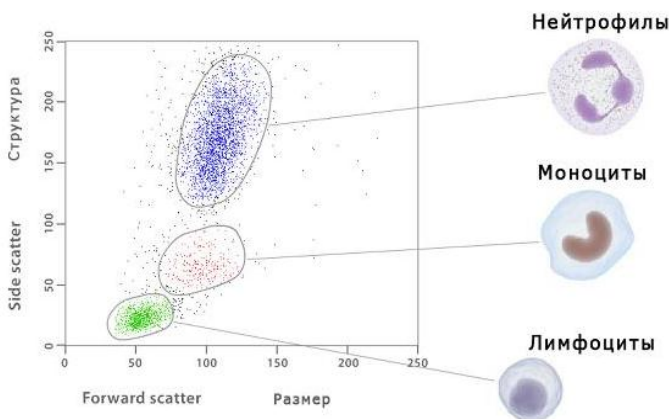 Нейтрофилы
Моноциты
Лимфоциты
Структура
Side scatter
250
200
150
100
50
0
0
50
100
150
200
250
Forward scatter
Размер